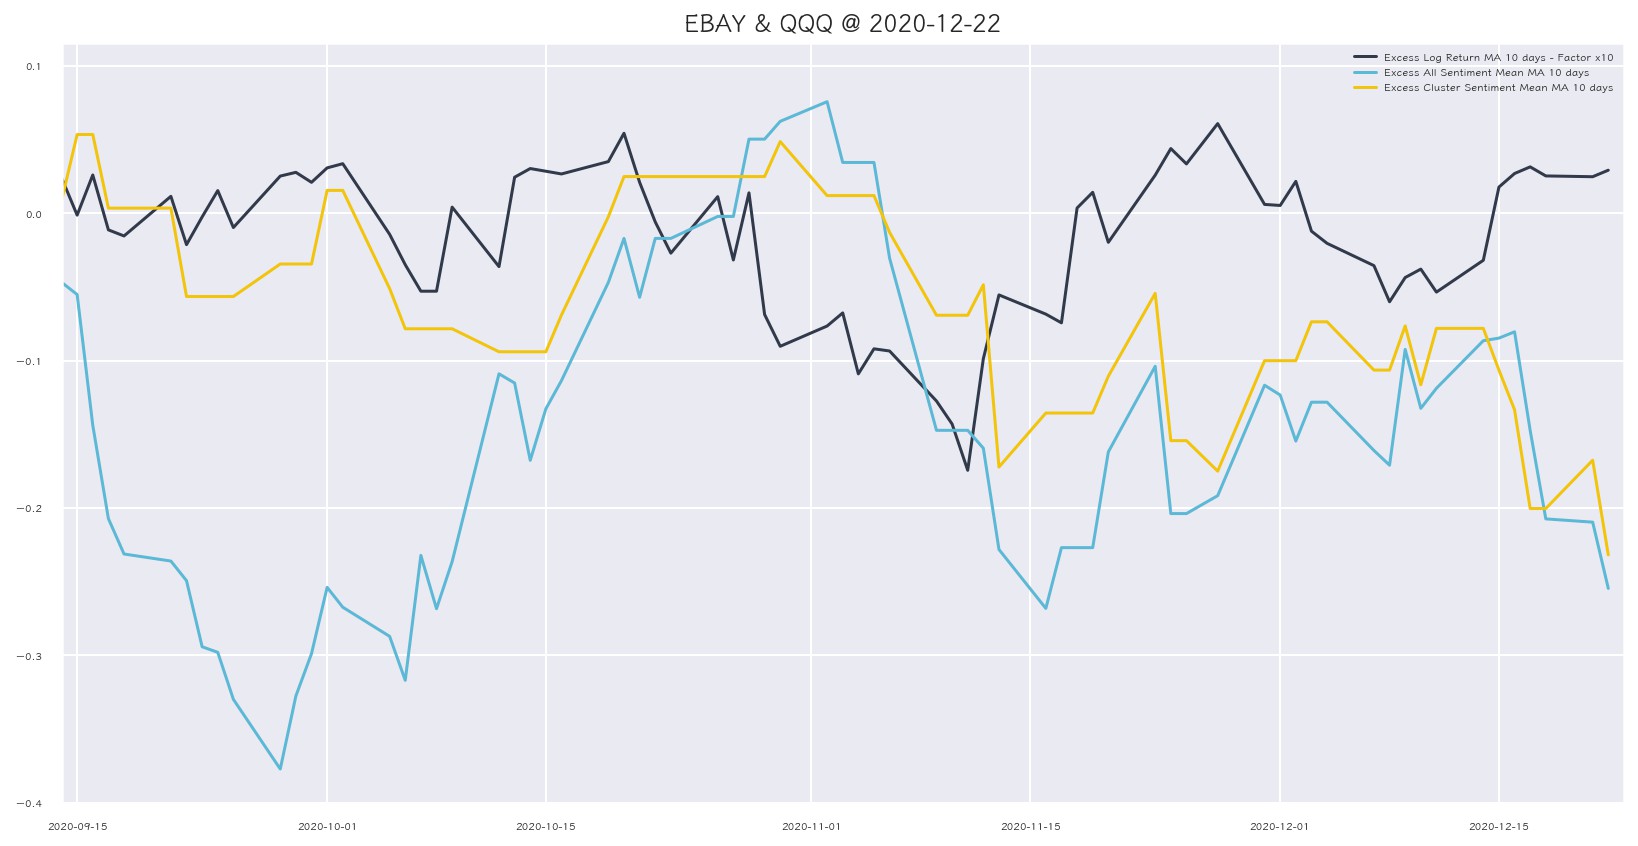 EBAY & QQQ @ 2020-12-22
Excess Log Return MA 10 days - Factor x10
Excess All Sentiment Mean MA 10 days
Excess Cluster Sentiment Mean MA 10 days
0.1
0.0
−0.1
−0.2
−0.3
−0.4
2020-09-15 2020-10-01 2020-10-15 2020-11-01 2020-11-15 2020-12-01 2020-12-15